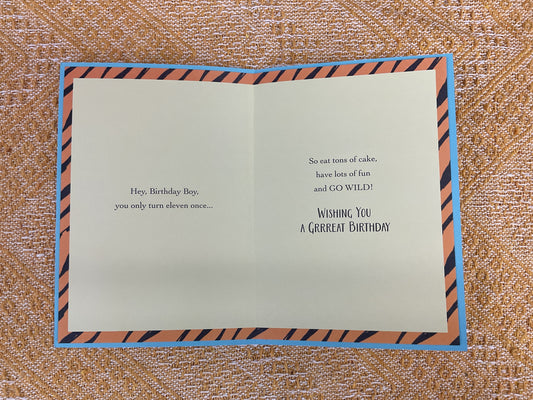 Hey, Birthday Boy,
you only turn eleven once...
So eat tons of cake,
have lots of fun
and GO WILD!
WISHING YOU
A GRRREAT BIRTHDAY